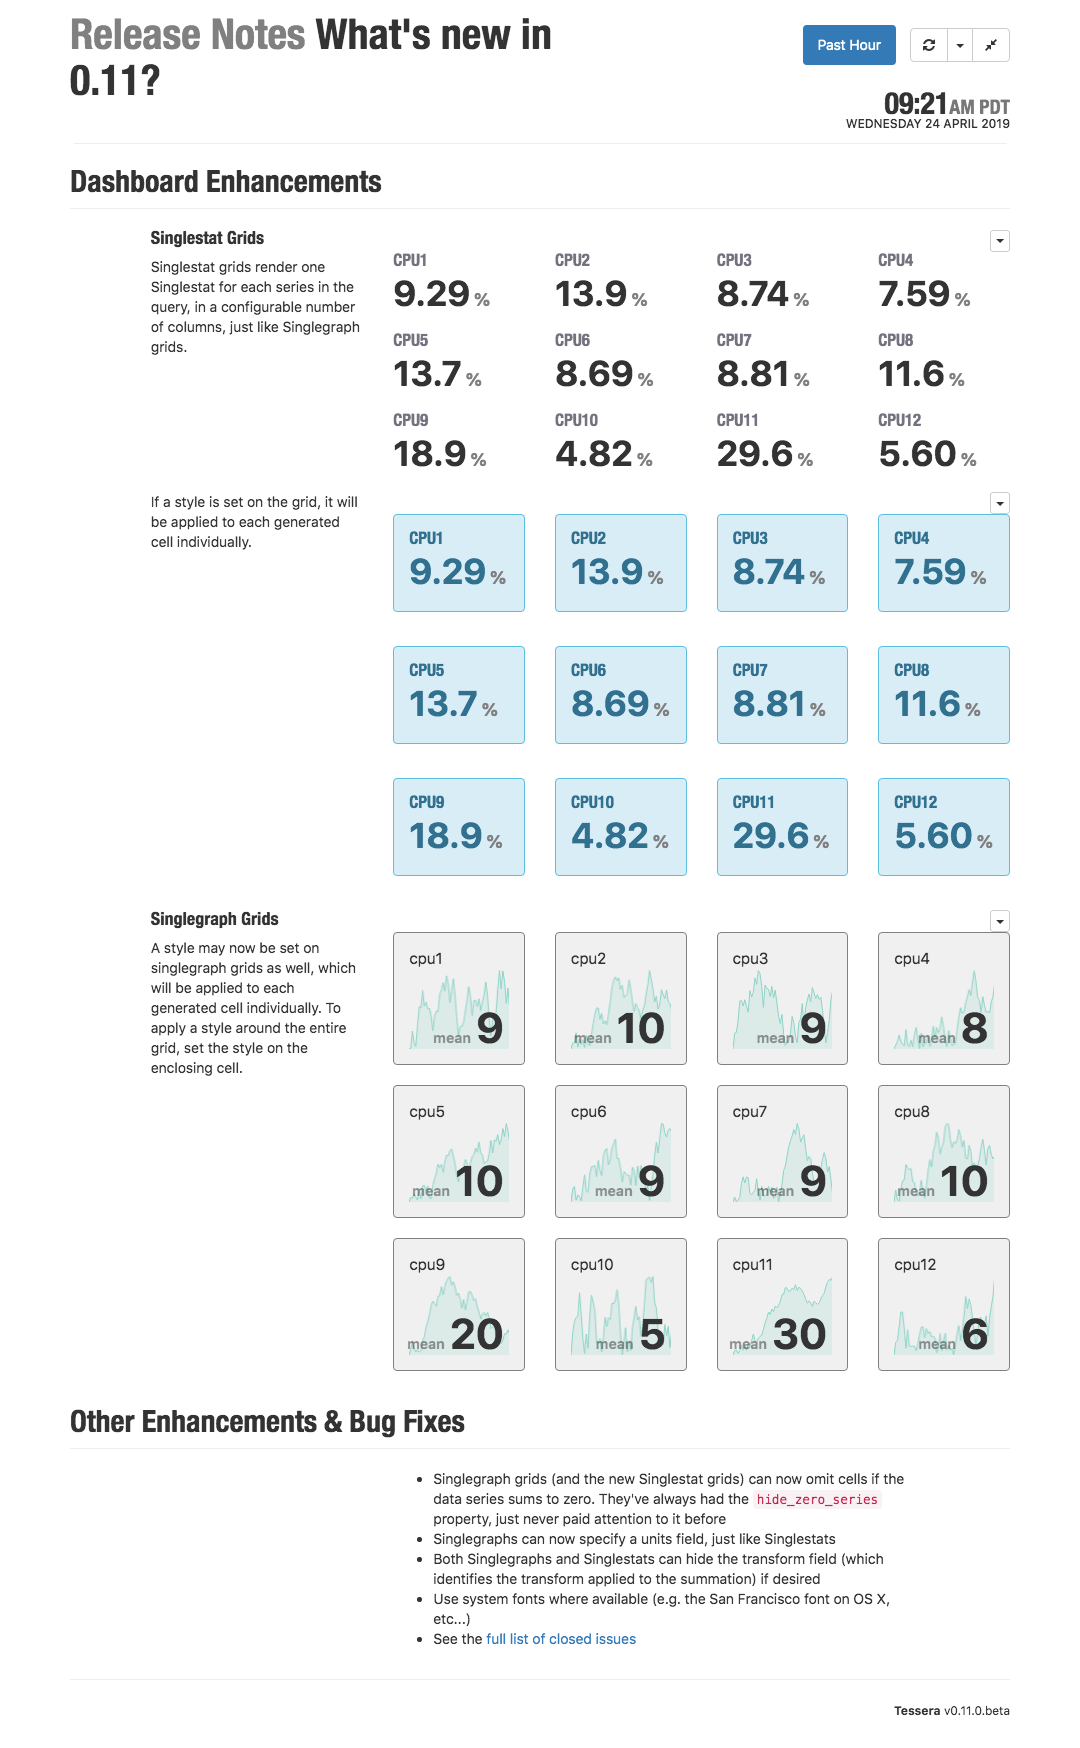 Release Notes What's new in
0.11?
Past Hour
09:21 AM PDT
WEDNESDAY 24 APRIL 2019
Dashboard Enhancements
Singlestat Grids
Singlestat grids render one
Singlestat for each series in the
query, in a configurable number
of columns, just like Singlegraph
grids.
CPU1 CPU2 CPU3 CPU4
9.29 % 13.9 % 8.74 % 7.59 %
CPU5 CPU6 CPU7 CPU8
13.7 % 8.69 % 8.81 % 11.6 %
CPU9 CPU10 CPU11 CPU12
18.9 % 4.82 % 29.6 % 5.60 %
If a style is set on the grid, it will
be applied to each generated
cell individually.
CPU1 CPU2 CPU3 CPU4
9.29 % 13.9 % 8.74 % 7.59 %
CPU5 CPU6 CPU7 CPU8
13.7 % 8.69 % 8.81 % 11.6 %
CPU9 CPU10 CPU11 CPU12
18.9 % 4.82 % 29.6 % 5.60 %
Singlegraph Grids
A style may now be set on
singlegraph grids as well, which
will be applied to each
generated cell individually. To
apply a style around the entire
grid, set the style on the
enclosing cell.
cpu1 cpu2 cpu3 cpu4
mean 9 mean 10 mean 9 mean 8
cpu5 cpu6 cpu7 cpu8
mean 10 mean 9 mean 9 mean 10
cpu9 cpu10 cpu11 cpu12
mean 20 mean 5 mean 30 mean 6
Other Enhancements & Bug Fixes
• Singlegraph grids (and the new Singlestat grids) can now omit cells if the
data series sums to zero. They've always had the hide_zero_series
property, just never paid attention to it before
• Singlegraphs can now specify a units field, just like Singlestats
• Both Singlegraphs and Singlestats can hide the transform field (which
identifies the transform applied to the summation) if desired
• Use system fonts where available (e.g. the San Francisco font on OS X,
etc...)
• See the full list of closed issues
Tessera v0.11.0.beta